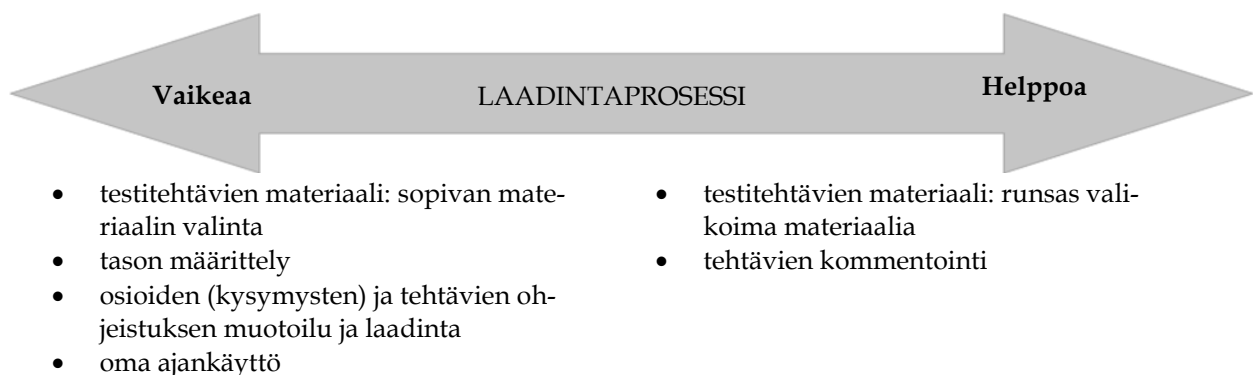 Vaikeaa LAADINTAPROSESSI Helppoa
• testitehtävien materiaali: sopivan mate-
riaalin valinta
• tason määrittely
• osioiden (kysymysten) ja tehtävien oh-
jeistuksen muotoilu ja laadinta
• oma ajankäyttö
• testitehtävien materiaali: runsas vali-
koima materiaalia
• tehtävien kommentointi